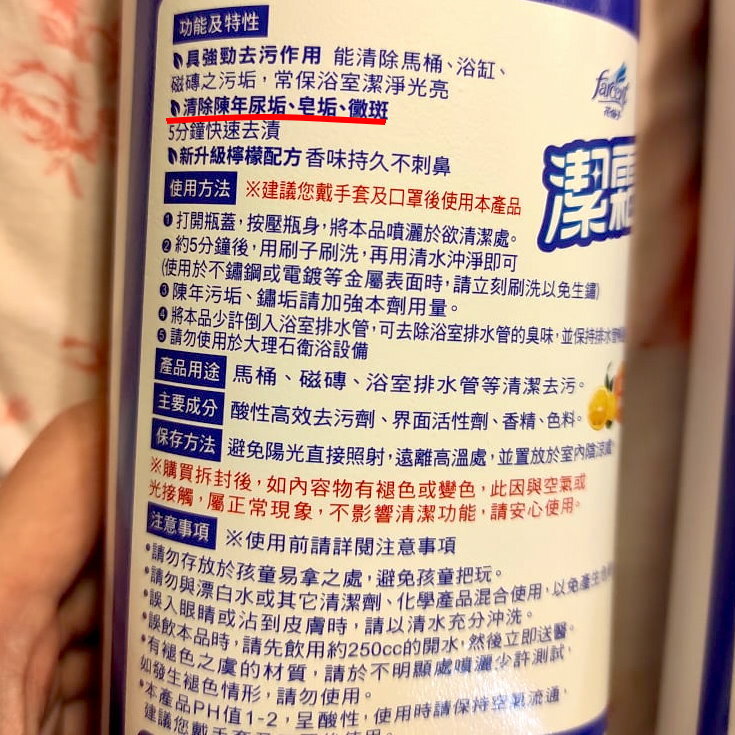 功能及特性
具強勁去污作用 能清除馬桶、浴缸、
磁磚之污垢，常保浴室潔淨光亮
清除陳年尿垢、皂垢、黴斑
5分鐘快速去漬
新升級檸檬配方 香味持久不刺鼻
farcent
潔霜
使用方法 ※建議您戴手套及口罩後使用本產品
❶打開瓶蓋，按壓瓶身，將本品噴灑於欲清潔處。
❷約5分鐘後，用刷子刷洗，再用清水沖淨即可
(使用於不鏽鋼或電鍍等金屬表面時，請立刻刷洗以免生鏽)
❸陳年污垢、鏽垢請加強本劑用量。
❹將本品少許倒入浴室排水管，可去除浴室排水管的臭味，並保持排水管
❺請勿使用於大理石衛浴設備
產品用途 馬桶、磁磚、浴室排水管等清潔去污。
主要成分 酸性高效去污劑、界面活性劑、香精、色料。
保存方法 避免陽光直接照射，遠離高溫處，並置放於室內陰涼處
※購買拆封後，如內容物有褪色或變色，此因與空氣或
光接觸，屬正常現象，不影響清潔功能，請安心使用。
注意事項 ※使用前請詳閱注意事項
•請勿存放於孩童易拿之處，避免孩童把玩。
•請勿與漂白水或其它清潔劑、化學產品混合使用，以免產生
•誤入眼睛或沾到皮膚時，請以清水充分沖洗。
•誤飲本品時，請先飲用約250cc的開水，然後立即送醫。
•有褪色之虞的材質，請於不明顯處噴灑少許測試，
如發生褪色情形，請勿使用。
•本產品PH值1-2，呈酸性，使用時請保持空氣流通，
建議您戴手套